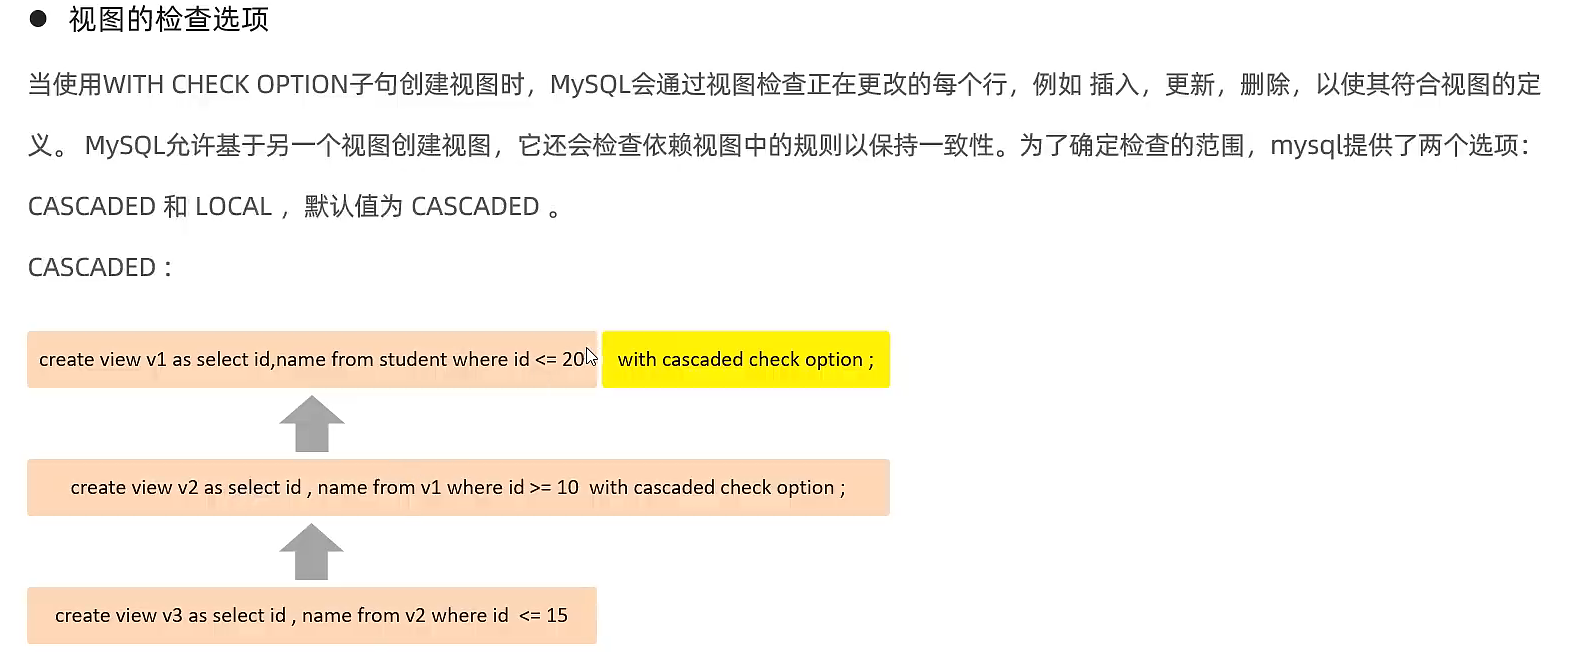 ● 视图的检查选项
当使用WITH CHECK OPTION子句创建视图时，MySQL会通过视图检查正在更改的每个行，例如 插入，更新，删除，以使其符合视图的定
义。 MySQL允许基于另一个视图创建视图，它还会检查依赖视图中的规则以保持一致性。为了确定检查的范围，mysql提供了两个选项：
CASCADED 和 LOCAL ，默认值为 CASCADED 。
CASCADED :
create view v1 as select id,name from student where id <= 20 with cascaded check option ;
create view v2 as select id , name from v1 where id >= 10 with cascaded check option ;
create view v3 as select id , name from v2 where id <= 15